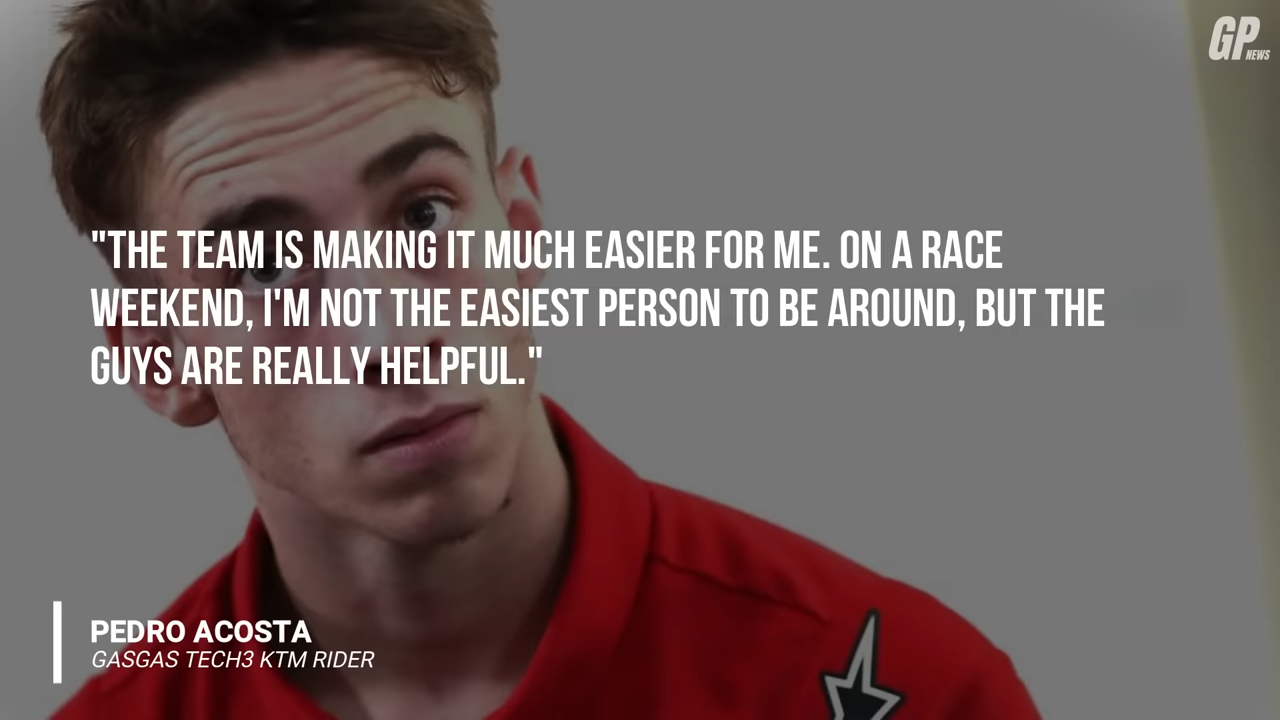 GP NEWS
"THE TEAM IS MAKING IT MUCH EASIER FOR ME. ON A RACE
WEEKEND, I'M NOT THE EASIEST PERSON TO BE AROUND, BUT THE
GUYS ARE REALLY HELPFUL."
PEDRO ACOSTA
GASGAS TECH3 KTM RIDER